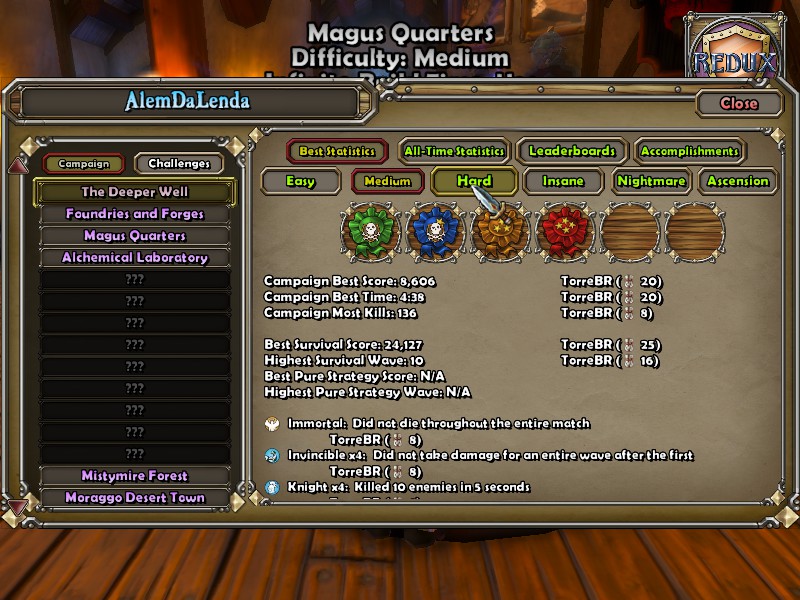 Magus Quarters
Difficulty: Medium
REDUX
AlemDaLenda
Close
Campaign
Challenges
The Deeper Well
Foundries and Forges
Magus Quarters
Alchemical Laboratory
???
???
???
???
???
???
???
???
???
Mistymire Forest
Moraggo Desert Town
Best Statistics
All-Time Statistics
Leaderboards
Accomplishments
Easy
Medium
Hard
Insane
Nightmare
Ascension
Campaign Best Score: 8,606 TorreBR ( 20)
Campaign Best Time: 4:38 TorreBR ( 20)
Campaign Most Kills: 136 TorreBR ( 8)
Best Survival Score: 24,127 TorreBR ( 25)
Highest Survival Wave: 10 TorreBR ( 16)
Best Pure Strategy Score: N/A
Highest Pure Strategy Wave: N/A
Immortal: Did not die throughout the entire match
TorreBR ( 8)
Invincible x4: Did not take damage for an entire wave after the first
TorreBR ( 8)
Knight x4: Killed 10 enemies in 5 seconds